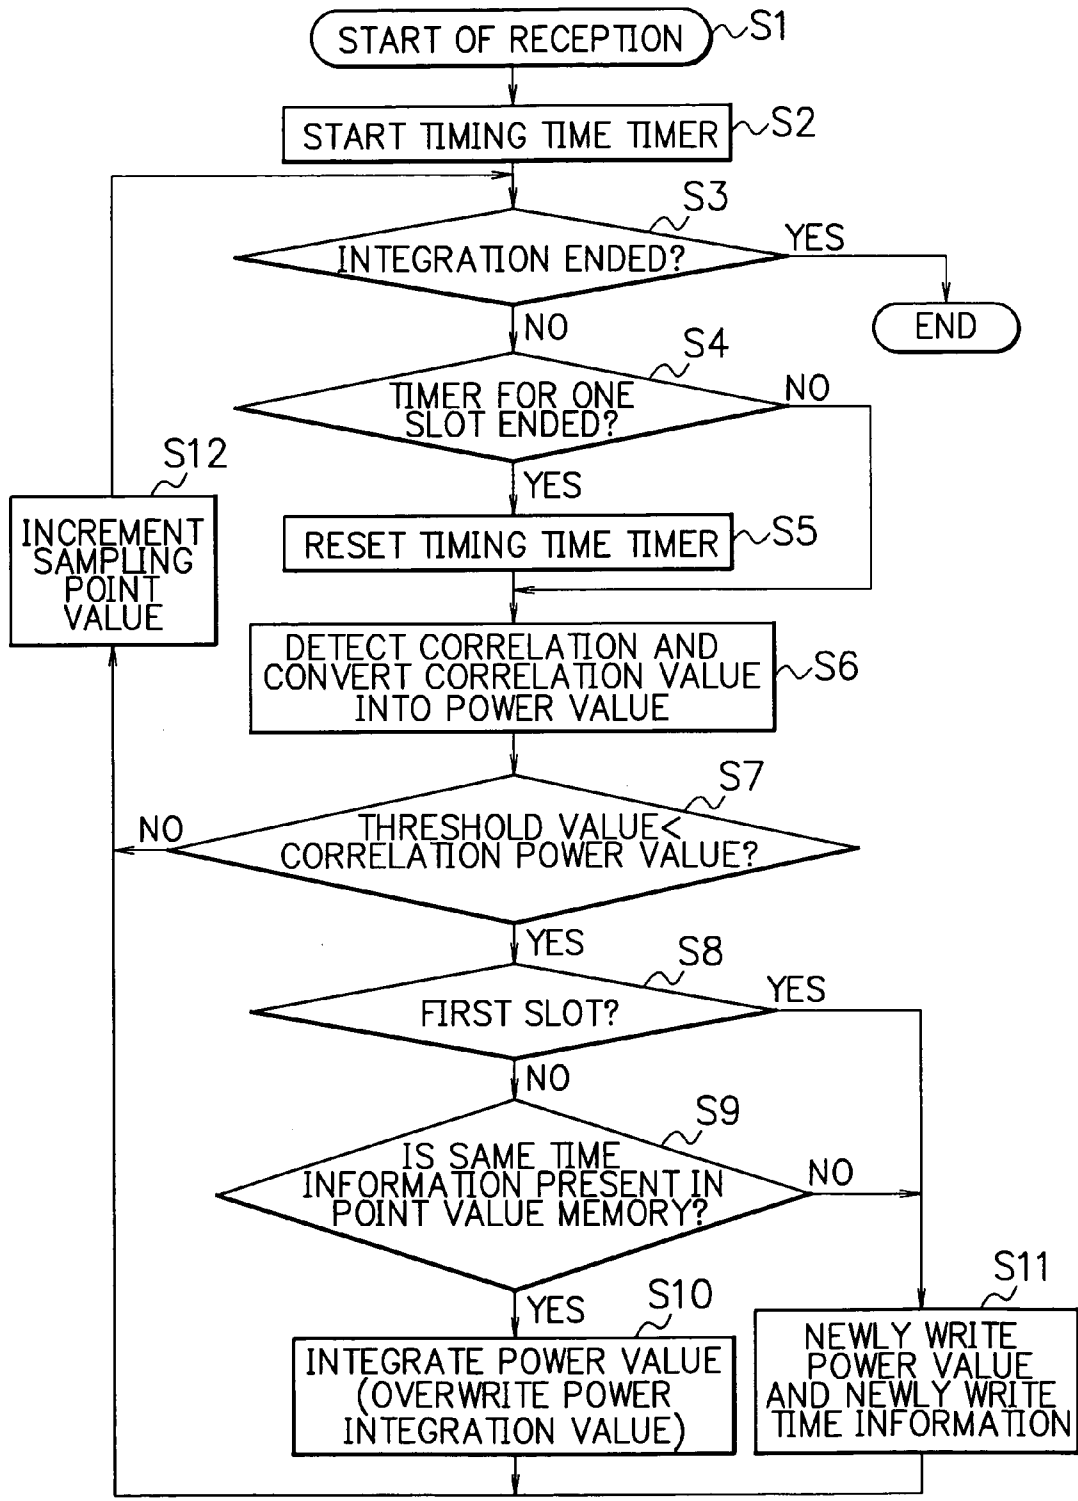 START OF RECEPTION
S1
START TIMING TIME TIMER
S2
S3
INTEGRATION ENDED?
YES
END
NO
S4
TIMER FOR ONE
SLOT ENDED?
NO
YES
S12
INCREMENT
SAMPLING
POINT
VALUE
RESET TIMING TIME TIMER
S5
DETECT CORRELATION AND
CONVERT CORRELATION VALUE
INTO POWER VALUE
S6
S7
THRESHOLD VALUE<
CORRELATION POWER VALUE?
NO
YES
S8
FIRST SLOT?
YES
NO
S9
IS SAME TIME
INFORMATION PRESENT IN
POINT VALUE MEMORY?
NO
YES
S10
INTEGRATE POWER VALUE
(OVERWRITE POWER
INTEGRATION VALUE)
S11
NEWLY WRITE
POWER VALUE
AND NEWLY WRITE
TIME INFORMATION